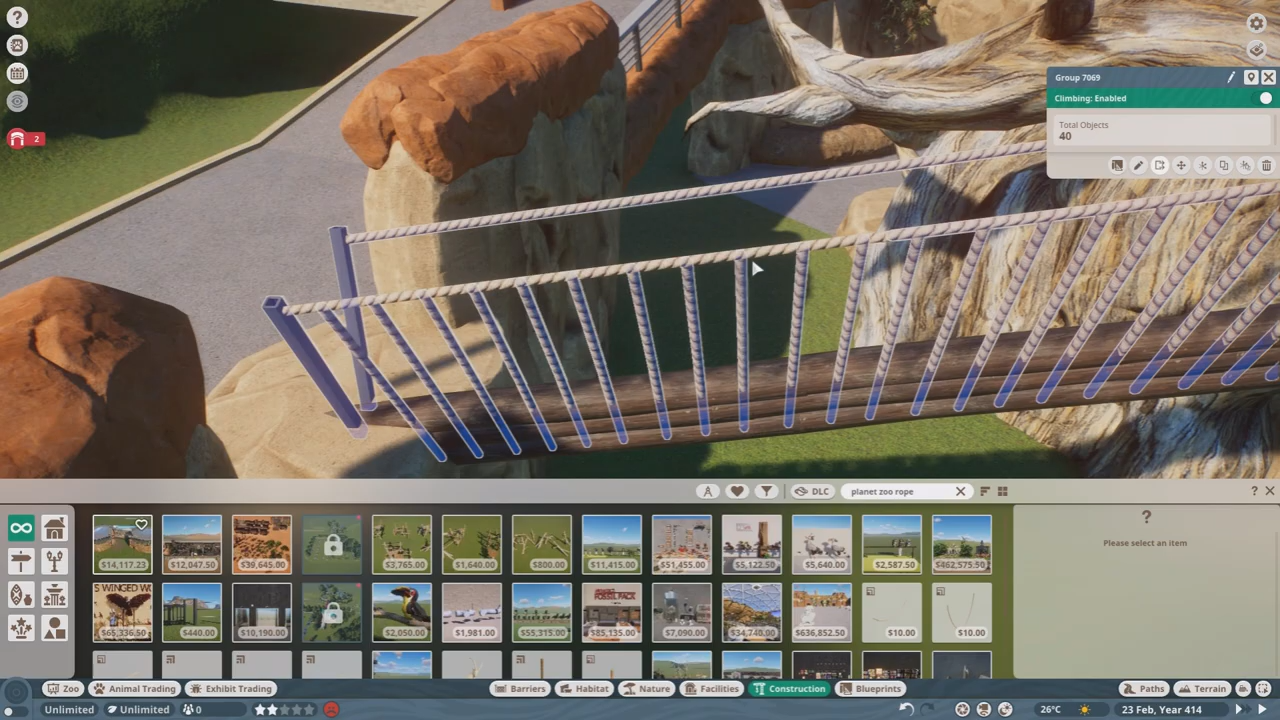 ?
Group 7069
Climbing: Enabled
2
Total Objects
40
DLC
planet zoo rope
?
?
Please select an item
$14,117.23
$12,047.50
$39,645.00
$3,765.00
$1,640.00
$800.00
$11,415.00
$51,455.00
$5,122.50
$5,640.00
$2,587.50
$462,575.50
S WINGED WO
$65,336.50
$440.00
$10,190.00
$2,050.00
$1,981.00
$55,315.00
$85,135.00
$7,090.00
$34,740.00
$636,852.50
$10.00
$10.00
Zoo
Animal Trading
Exhibit Trading
Barriers
Habitat
Nature
Facilities
Construction
Blueprints
Paths
Terrain
Unlimited
Unlimited
0
26°C
23 Feb, Year 414